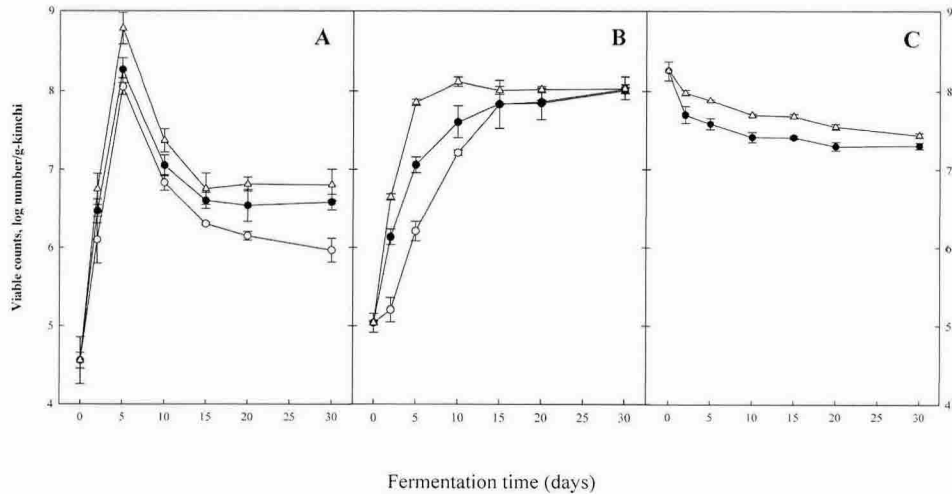 A B C
Viable counts, log number/g-kimchi
9 9
8 8
7 7
6 6
5 5
4 4
0 5 10 15 20 25 30 0 5 10 15 20 25 30 0 5 10 15 20 25 30
Fermentation time (days)